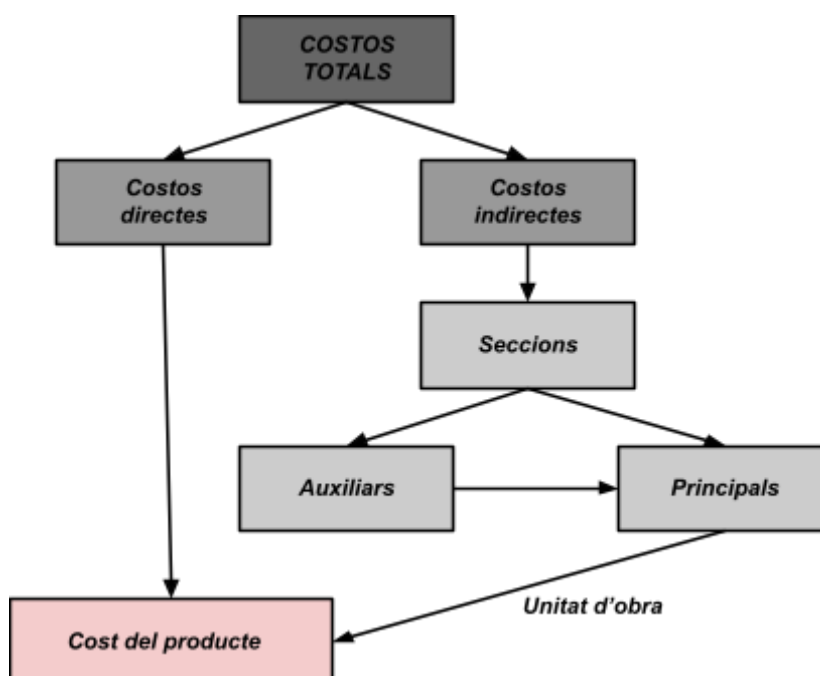 COSTOS
TOTALS
Costos
directes
Costos
indirectes
Seccions
Auxiliars
Principals
Unitat d’obra
Cost del producte